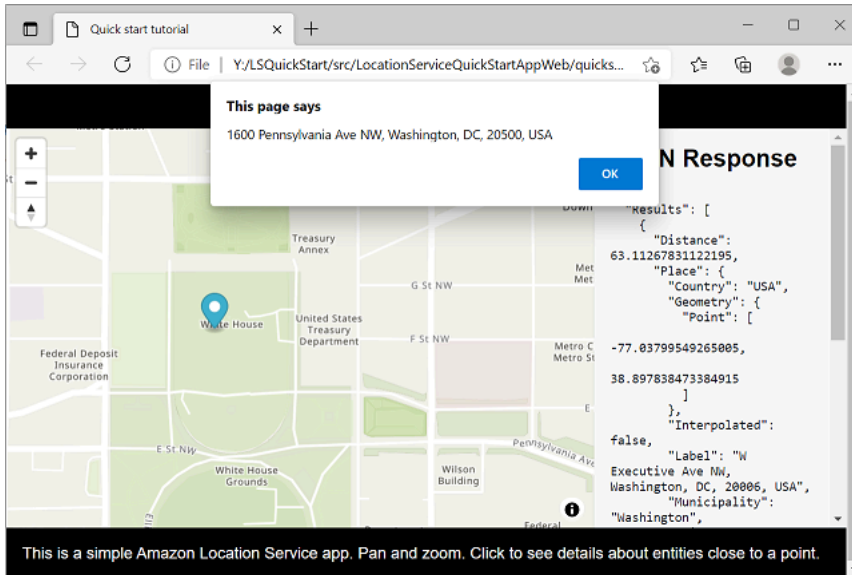 Quick start tutorial
File
Y:/LSQuickStart/src/LocationServiceQuickStartAppWeb/quicks...
This page says
1600 Pennsylvania Ave NW, Washington, DC, 20500, USA
OK
N Response
Treasury
Annex
G St NW
Met
Met
White House
United States
Treasury
Department
F St NW
Metro C
Metro St
Federal Deposit
Insurance
Corporation
E
E St NW
Pennsylvania Ave
White House
Grounds
Wilson
Building
Federal
"Results": [
{
"Distance":
63.11267831122195,
"Place": {
"Country": "USA",
"Geometry": {
"Point": [
-77.03799549265005,
38.897838473384915
]
},
"Interpolated":
false,
"Label": "W
Executive Ave NW,
Washington, DC, 20006, USA",
"Municipality":
"Washington",
This is a simple Amazon Location Service app. Pan and zoom. Click to see details about entities close to a point.